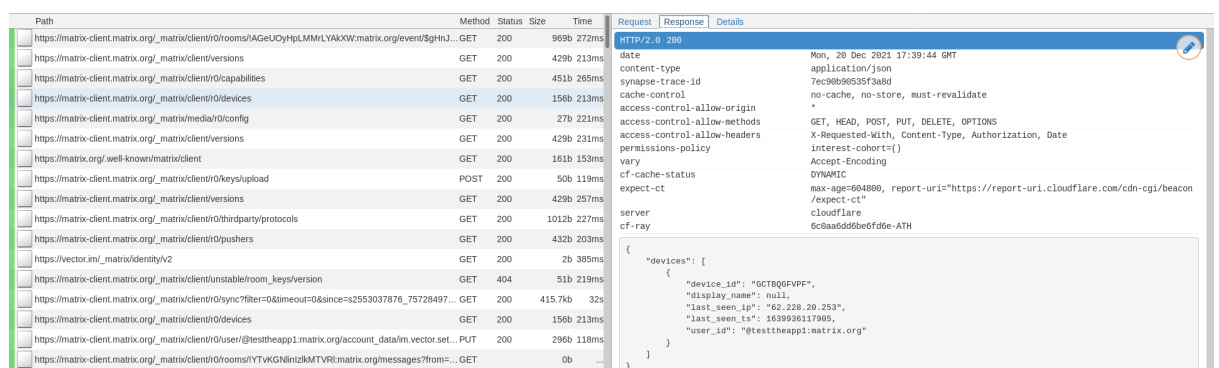 Path Method Status Size Time
https://matrix-client.matrix.org/_matrix/client/r0/rooms/!AGeUOyHpLMMrLYAkXW:matrix.org/event/$gHnJ... GET 200 969b 272ms
https://matrix-client.matrix.org/_matrix/client/versions GET 200 429b 213ms
https://matrix-client.matrix.org/_matrix/client/r0/capabilities GET 200 451b 265ms
https://matrix-client.matrix.org/_matrix/client/r0/devices GET 200 156b 213ms
https://matrix-client.matrix.org/_matrix/media/r0/config GET 200 27b 221ms
https://matrix-client.matrix.org/_matrix/client/versions GET 200 429b 231ms
https://matrix.org/.well-known/matrix/client GET 200 161b 153ms
https://matrix-client.matrix.org/_matrix/client/r0/keys/upload POST 200 50b 119ms
https://matrix-client.matrix.org/_matrix/client/versions GET 200 429b 257ms
https://matrix-client.matrix.org/_matrix/client/r0/thirdparty/protocols GET 200 1012b 227ms
https://matrix-client.matrix.org/_matrix/client/r0/pushers GET 200 432b 203ms
https://vector.im/_matrix/identity/v2 GET 200 2b 385ms
https://matrix-client.matrix.org/_matrix/client/unstable/room_keys/version GET 404 51b 219ms
https://matrix-client.matrix.org/_matrix/client/r0/sync?filter=0&timeout=0&since=s2553037876_75728497... GET 200 415.7kb 32s
https://matrix-client.matrix.org/_matrix/client/r0/devices GET 200 156b 213ms
https://matrix-client.matrix.org/_matrix/client/r0/user/@testtheapp1:matrix.org/account_data/im.vector.set... PUT 200 296b 118ms
https://matrix-client.matrix.org/_matrix/client/r0/rooms/!YTvKGNlinIzlkMTVRl:matrix.org/messages?from=... GET 0b ...
Request Response Details
HTTP/2.0 200
date Mon, 20 Dec 2021 17:39:44 GMT
content-type application/json
synapse-trace-id 7ec90b90535f3a8d
cache-control no-cache, no-store, must-revalidate
access-control-allow-origin *
access-control-allow-methods GET, HEAD, POST, PUT, DELETE, OPTIONS
access-control-allow-headers X-Requested-With, Content-Type, Authorization, Date
permissions-policy interest-cohort=()
vary Accept-Encoding
cf-cache-status DYNAMIC
expect-ct max-age=604800, report-uri="https://report-uri.cloudflare.com/cdn-cgi/beacon
/expect-ct"
server cloudflare
cf-ray 6c0aa6dd6be6fd6e-ATH
{
"devices": [
{
"device_id": "GCTBQGFVPF",
"display_name": null,
"last_seen_ip": "62.228.20.253",
"last_seen_ts": 1639936117905,
"user_id": "@testtheapp1:matrix.org"
}
]
}